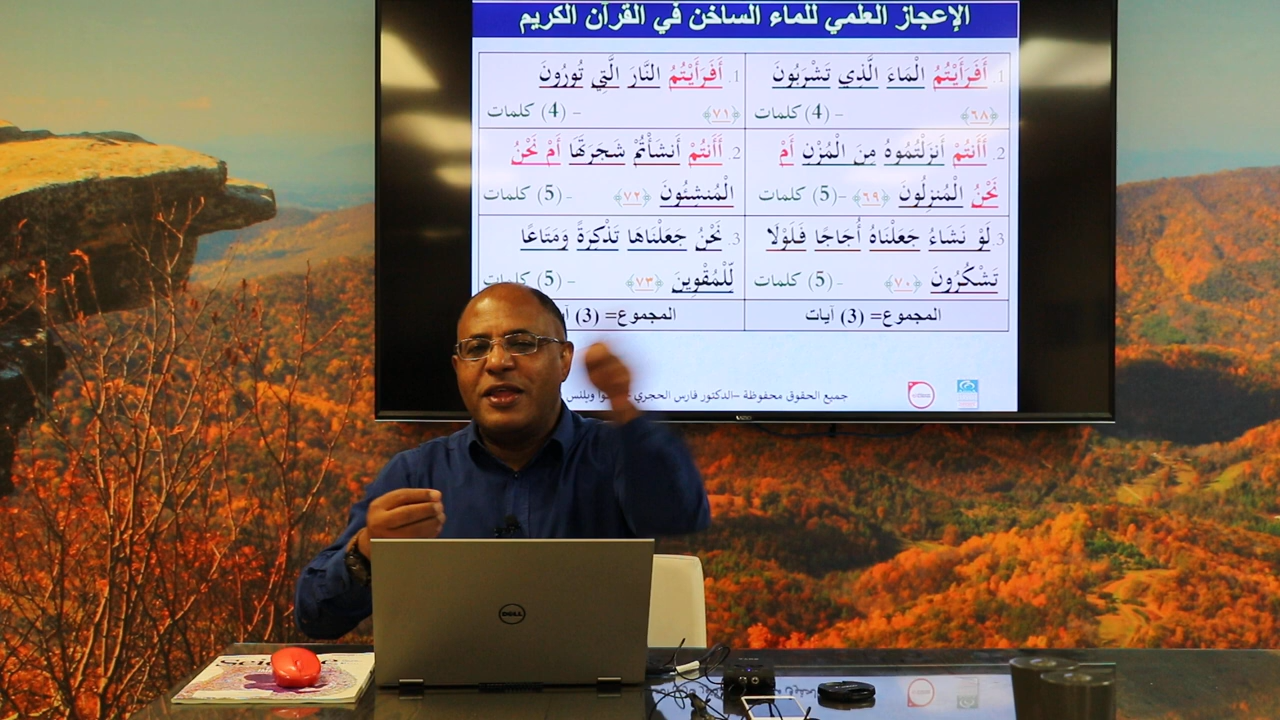 الإعجاز العلمي للماء الساخن في القرآن الكريم
1. أَفَرَأَيْتُمُ الْمَاءَ الَّذِي تَشْرَبُونَ
﴿٦٨﴾ – (4) كلمات
1. أَفَرَأَيْتُمُ النَّارَ الَّتِي تُورُونَ
﴿٧١﴾ – (4) كلمات
2. أَأَنتُمْ أَنزَلْتُمُوهُ مِنَ الْمُزْنِ أَمْ
نَحْنُ الْمُنزِلُونَ ﴿٦٩﴾ –(5) كلمات
2. أَأَنتُمْ أَنشَأْتُمْ شَجَرَتَهَا أَمْ نَحْنُ
الْمُنشِئُونَ ﴿٧٢﴾ –(5) كلمات
3. لَوْ نَشَاءُ جَعَلْنَاهُ أُجَاجًا فَلَوْلَا
تَشْكُرُونَ ﴿٧٠﴾ – (5) كلمات
3. نَحْنُ جَعَلْنَاهَا تَذْكِرَةً وَمَتَاعًا
لِّلْمُقْوِينَ ﴿٧٣﴾ – (5) كلمات
المجموع= (3) آيات
المجموع= (3)
جميع الحقوق محفوظة –الدكتور فارس الحجري ويلنس
DELL